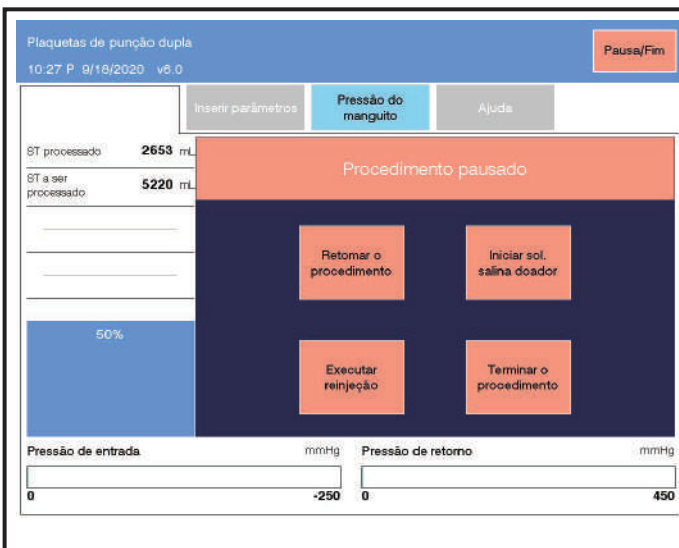 Plaquetas de punção dupla
10:27 P 9/16/2020 v6.0
Pausa/Fim
Inserir parâmetros
Pressão do
manguito
Ajuda
ST processado 2653 mL
ST a ser
processado 5220 mL
Procedimento pausado
Retomar o
procedimento
Iniciar sol.
salina doador
50%
Executar
reinjeção
Terminar o
procedimento
Pressão de entrada mmHg
Pressão de retorno mmHg
0 -250
0 450